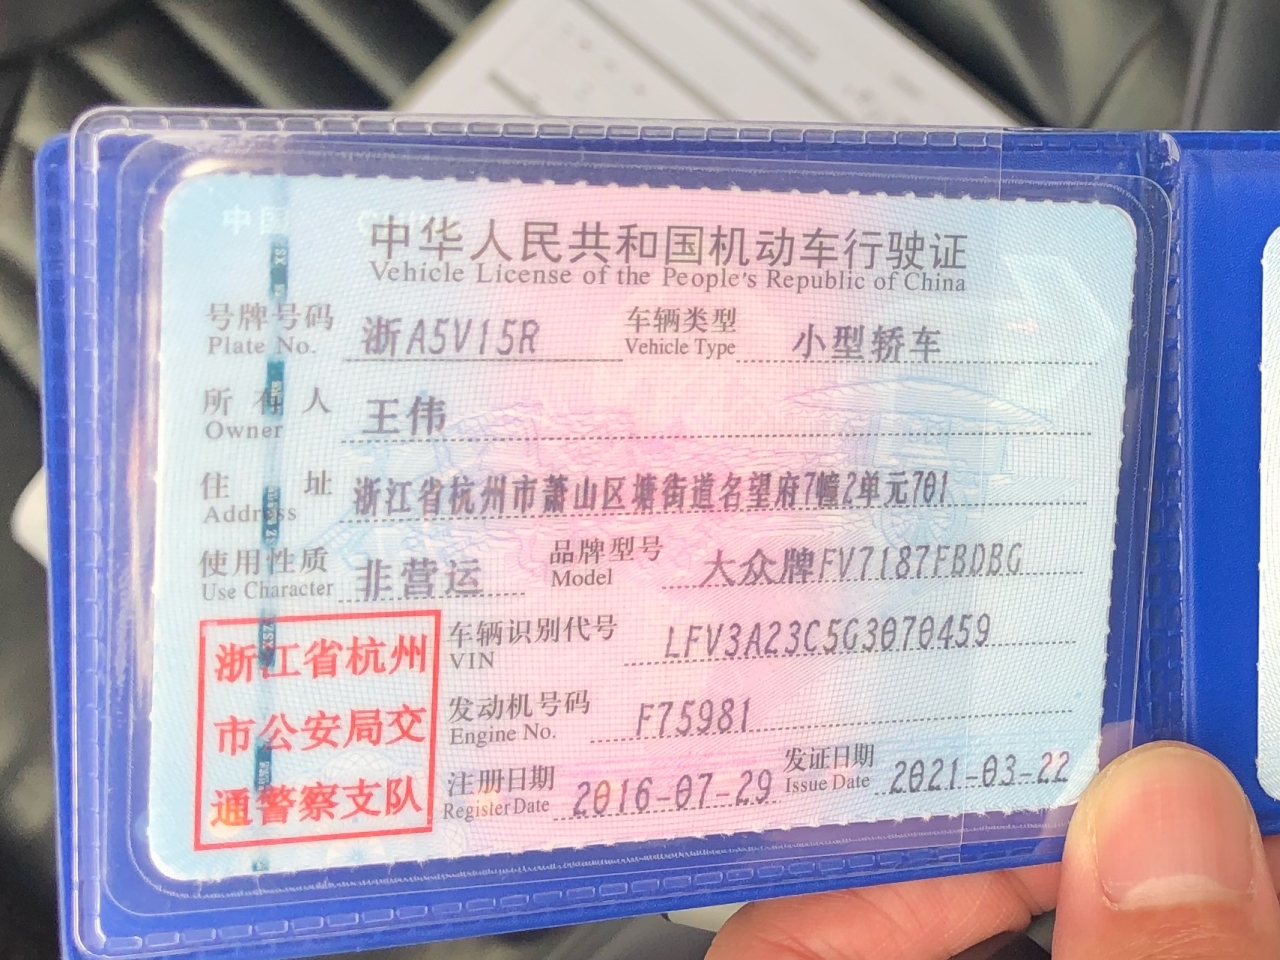 中华人民共和国机动车行驶证
Vehicle License of the People's Republic of China
号牌号码 浙A5V15R 车辆类型 小型轿车
Plate No. Vehicle Type
所有人 王伟
Owner
住址 浙江省杭州市萧山区塘街道名望府7幢2单元701
Address
使用性质 非营运 品牌型号 大众牌FV7187FBDBG
Use Character Model
车辆识别代号 LFV3A23C5G3070459
VIN
发动机号码 F75981
Engine No.
注册日期 2016-07-29 发证日期 2021-03-22
Register Date Issue Date
浙江省杭州
市公安局交
通警察支队